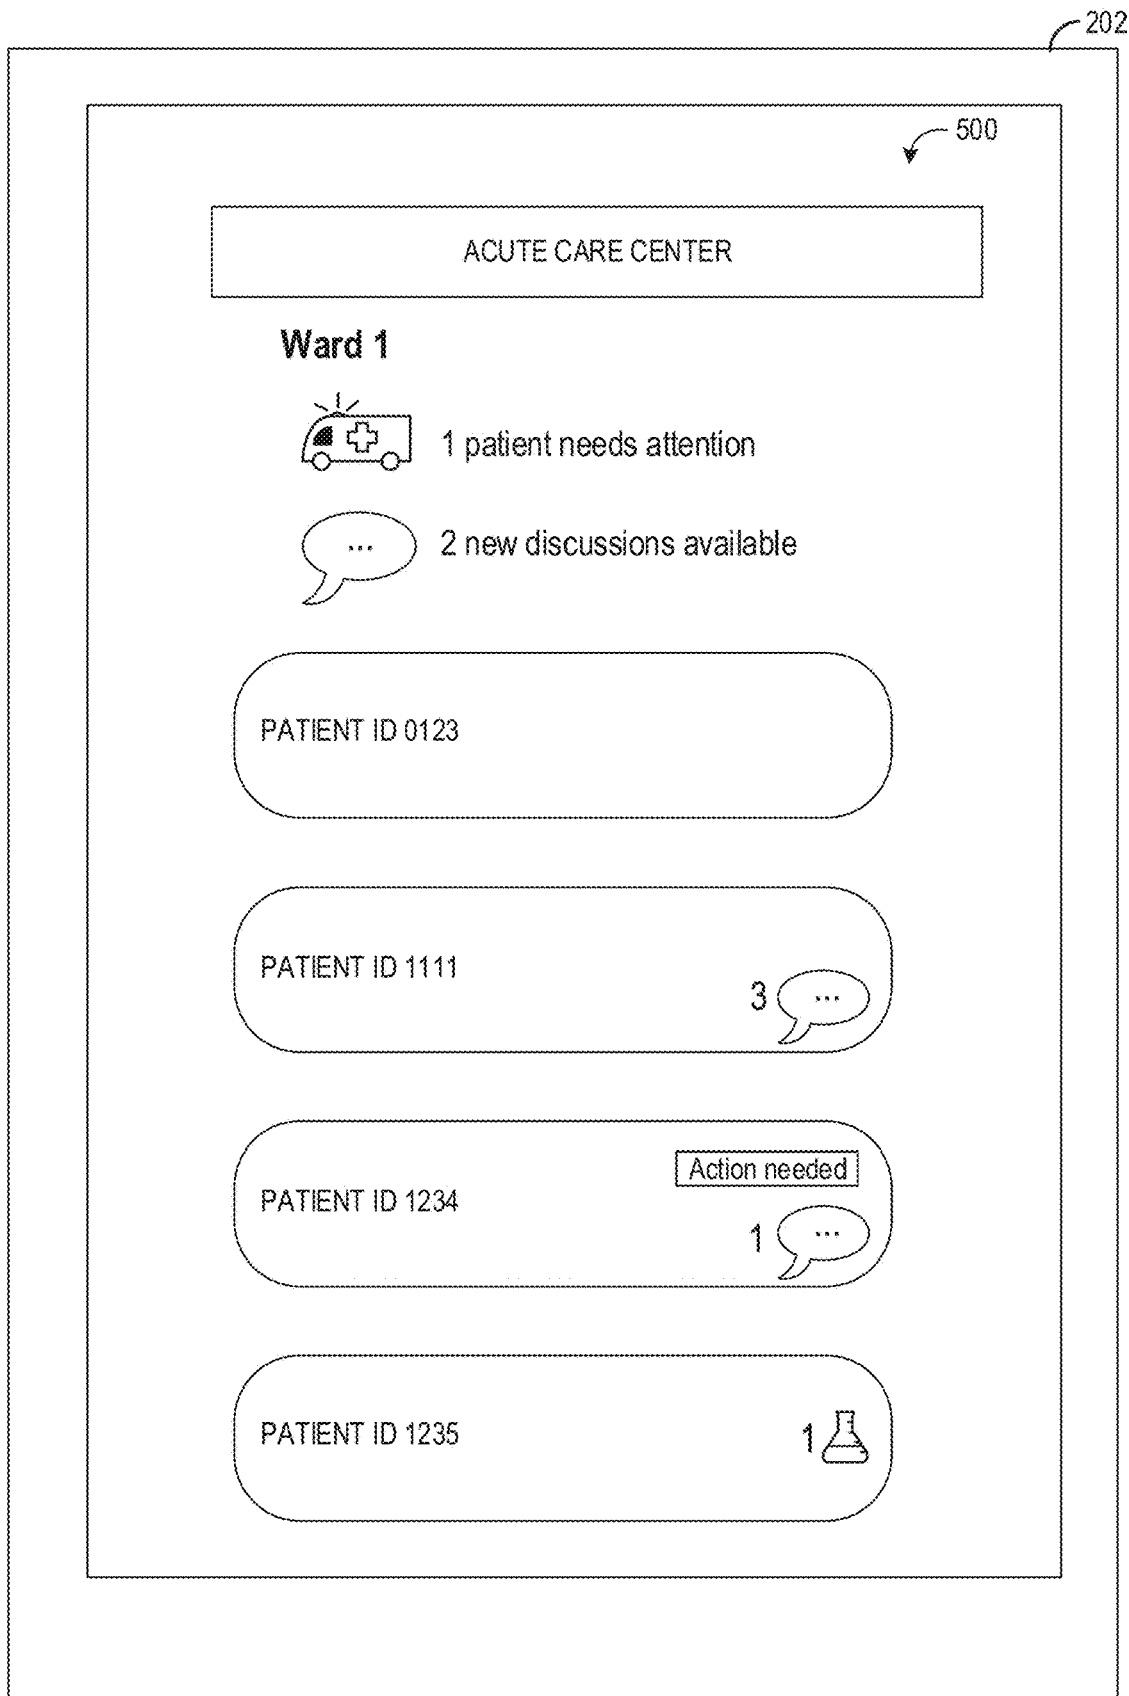 202
500
ACUTE CARE CENTER
Ward 1
1 patient needs attention
... 2 new discussions available
PATIENT ID 0123
PATIENT ID 1111
3 ...
Action needed
PATIENT ID 1234
1 ...
PATIENT ID 1235
1